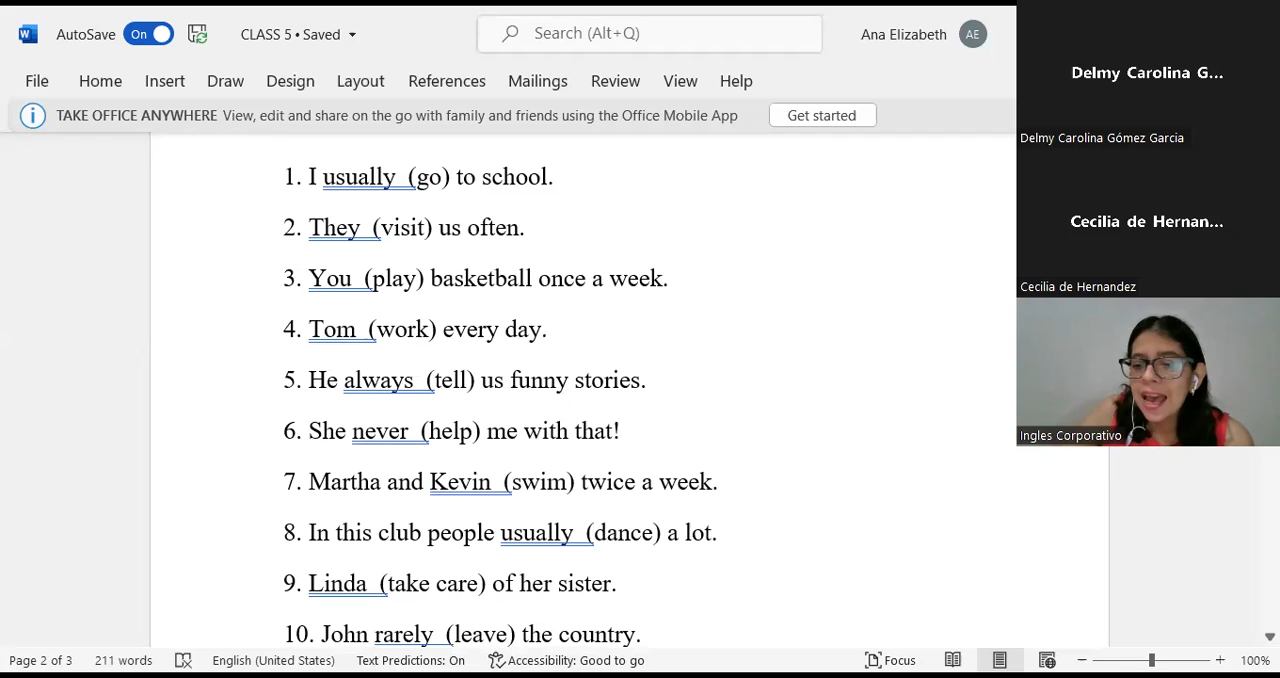 AutoSave On CLASS 5 • Saved Search (Alt+Q) Ana Elizabeth AE
File Home Insert Draw Design Layout References Mailings Review View Help
TAKE OFFICE ANYWHERE View, edit and share on the go with family and friends using the Office Mobile App Get started
1. I usually (go) to school.
2. They (visit) us often.
3. You (play) basketball once a week.
4. Tom (work) every day.
5. He always (tell) us funny stories.
6. She never (help) me with that!
7. Martha and Kevin (swim) twice a week.
8. In this club people usually (dance) a lot.
9. Linda (take care) of her sister.
10. John rarely (leave) the country.
Page 2 of 3 211 words English (United States) Text Predictions: On Accessibility: Good to go Focus 100%
Delmy Carolina G...
Delmy Carolina Gómez Garcia
Cecilia de Hernan...
Cecilia de Hernandez
Ingles Corporativo